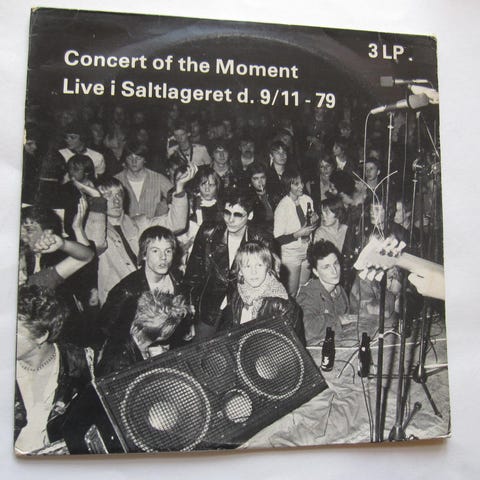 3 LP.
Concert of the Moment
Live i Saltlageret d. 9/11 - 79